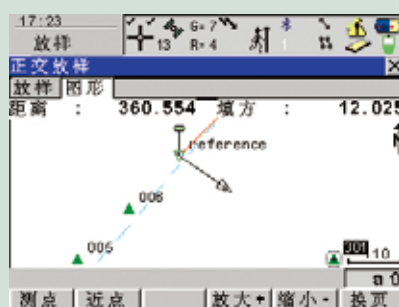 17:23
放样
13
G= 7
R= 4
1
正交放样
放样 图形
距离 : 360.554 填方 : 12.025
reference
006
005
10
a
测点 近点 放大+ 缩小- 换页